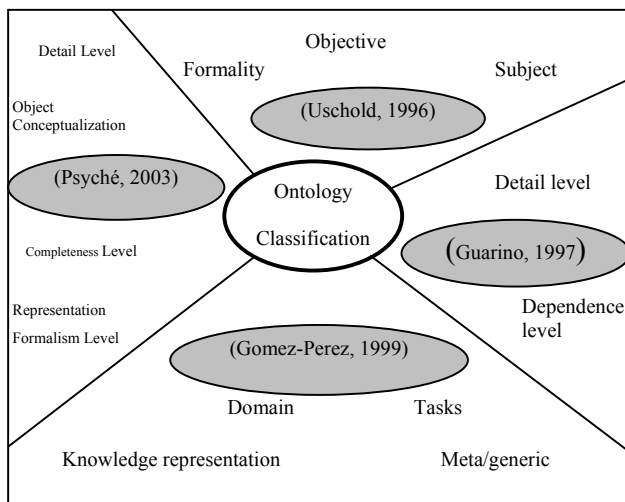 Detail Level
Object
Conceptualization
(Psyché, 2003)
Completeness Level
Representation
Formalism Level
Objective
Formality
Subject
(Uschold, 1996)
Ontology
Classification
Detail level
(Guarino, 1997)
Dependence
level
(Gomez-Perez, 1999)
Domain
Tasks
Knowledge representation
Meta/generic